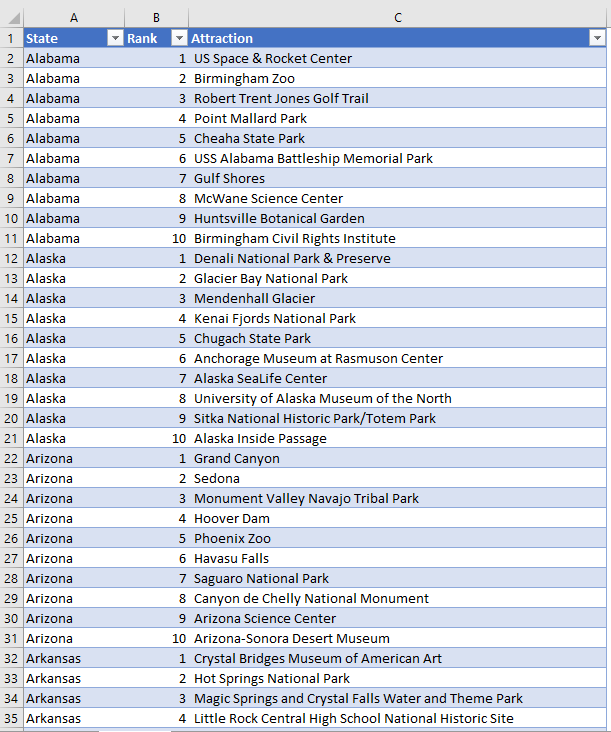 A B C
1 State Rank Attraction
2 Alabama 1 US Space & Rocket Center
3 Alabama 2 Birmingham Zoo
4 Alabama 3 Robert Trent Jones Golf Trail
5 Alabama 4 Point Mallard Park
6 Alabama 5 Cheaha State Park
7 Alabama 6 USS Alabama Battleship Memorial Park
8 Alabama 7 Gulf Shores
9 Alabama 8 McWane Science Center
10 Alabama 9 Huntsville Botanical Garden
11 Alabama 10 Birmingham Civil Rights Institute
12 Alaska 1 Denali National Park & Preserve
13 Alaska 2 Glacier Bay National Park
14 Alaska 3 Mendenhall Glacier
15 Alaska 4 Kenai Fjords National Park
16 Alaska 5 Chugach State Park
17 Alaska 6 Anchorage Museum at Rasmuson Center
18 Alaska 7 Alaska SeaLife Center
19 Alaska 8 University of Alaska Museum of the North
20 Alaska 9 Sitka National Historic Park/Totem Park
21 Alaska 10 Alaska Inside Passage
22 Arizona 1 Grand Canyon
23 Arizona 2 Sedona
24 Arizona 3 Monument Valley Navajo Tribal Park
25 Arizona 4 Hoover Dam
26 Arizona 5 Phoenix Zoo
27 Arizona 6 Havasu Falls
28 Arizona 7 Saguaro National Park
29 Arizona 8 Canyon de Chelly National Monument
30 Arizona 9 Arizona Science Center
31 Arizona 10 Arizona-Sonora Desert Museum
32 Arkansas 1 Crystal Bridges Museum of American Art
33 Arkansas 2 Hot Springs National Park
34 Arkansas 3 Magic Springs and Crystal Falls Water and Theme Park
35 Arkansas 4 Little Rock Central High School National Historic Site